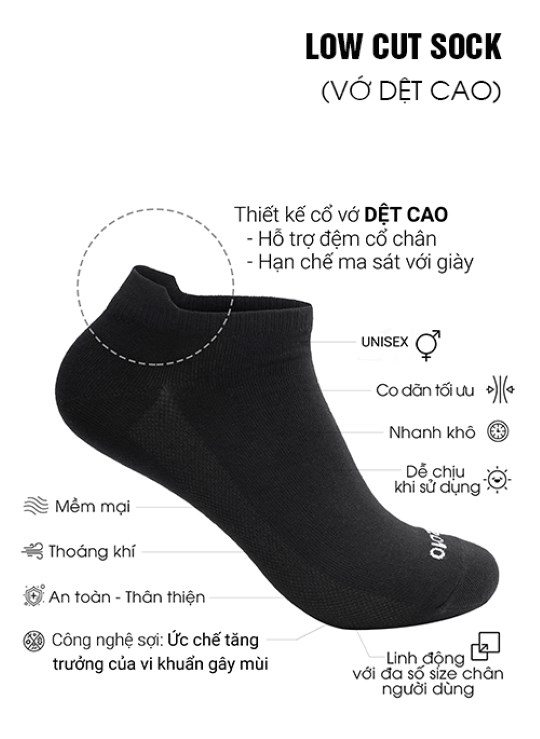 LOW CUT SOCK
(VỚ DỆT CAO)
Thiết kế cổ vớ DỆT CAO
- Hỗ trợ đệm cổ chân
- Hạn chế ma sát với giày
UNISEX
Co dãn tối ưu
Nhanh khô
Dễ chịu
khi sử dụng
Mềm mại
Thoáng khí
An toàn - Thân thiện
Công nghệ sợi: Ức chế tăng
trưởng của vi khuẩn gây mùi
Linh động
với đa số size chân
người dùng